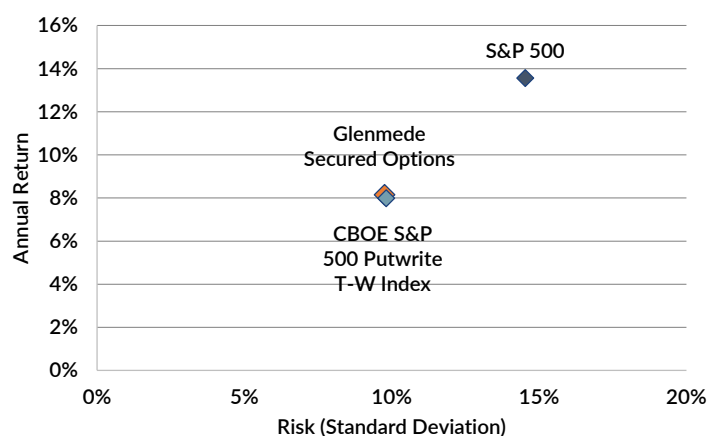 16%
14%
12%
10%
8%
6%
4%
2%
0%
Annual Return
S&P 500
Glenmede
Secured Options
CBOE S&P
500 Putwrite
T-W Index
0%
5%
10%
15%
20%
Risk (Standard Deviation)